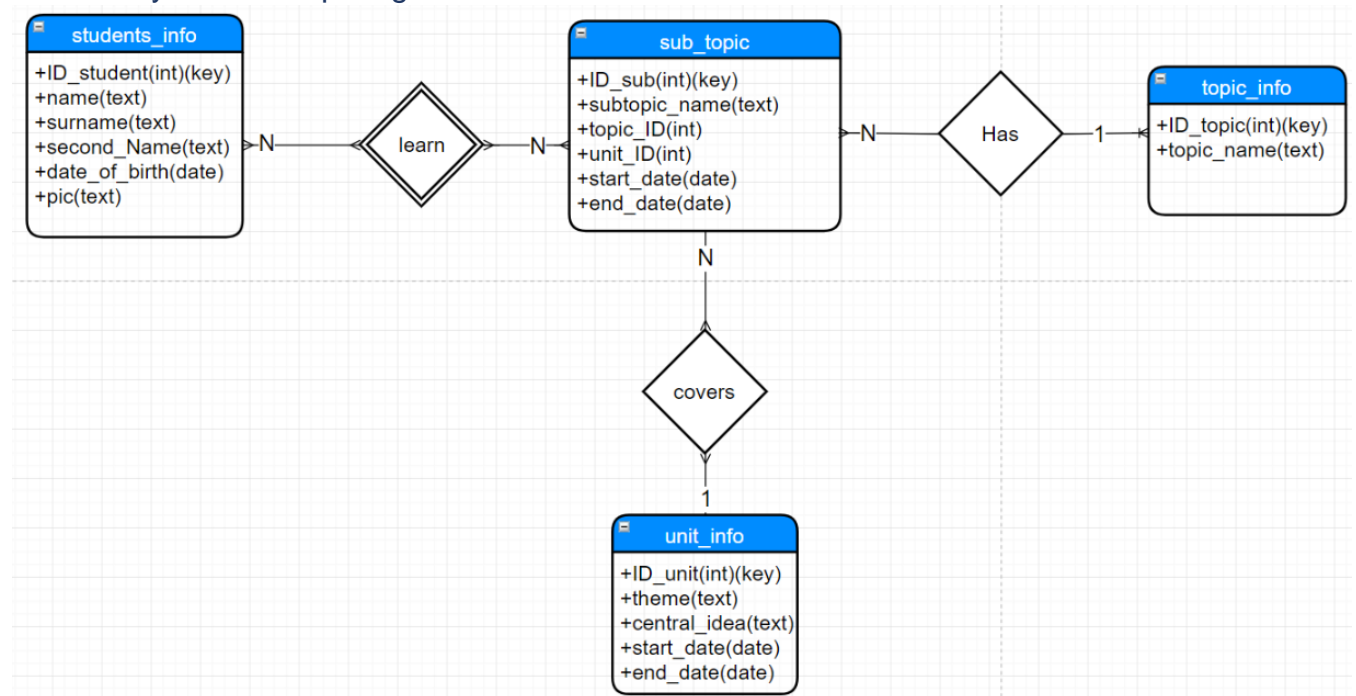 students_info
+ID_student(int)(key)
+name(text)
+surname(text)
+second_Name(text)
+date_of_birth(date)
+pic(text)
N
learn
N
sub_topic
+ID_sub(int)(key)
+subtopic_name(text)
+topic_ID(int)
+unit_ID(int)
+start_date(date)
+end_date(date)
N
Has
1
topic_info
+ID_topic(int)(key)
+topic_name(text)
N
covers
1
unit_info
+ID_unit(int)(key)
+theme(text)
+central_idea(text)
+start_date(date)
+end_date(date)